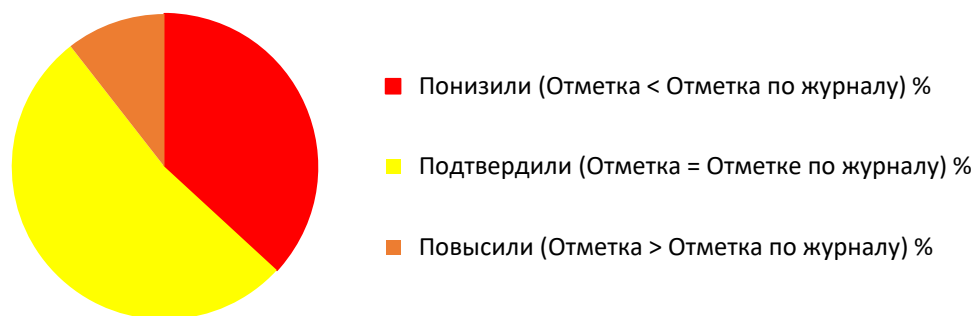 Понизили (Отметка < Отметка по журналу) %
Подтвердили (Отметка = Отметке по журналу) %
Повысили (Отметка > Отметка по журналу) %